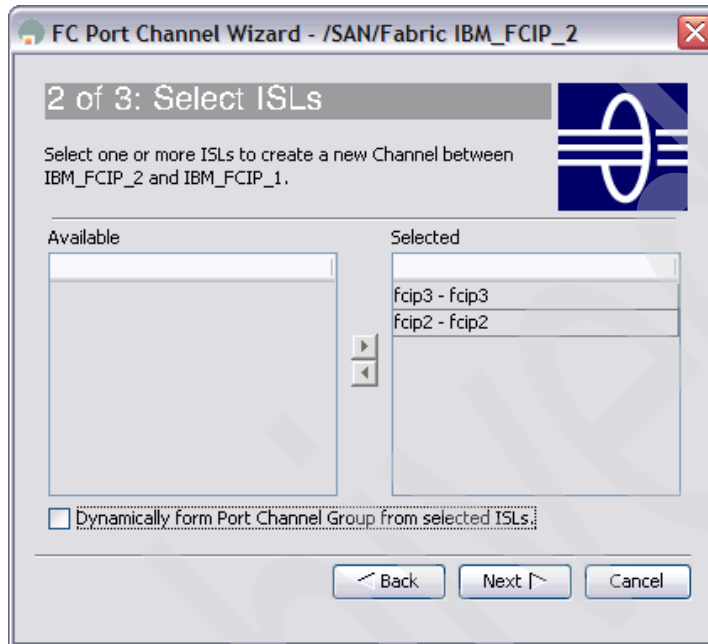 FC Port Channel Wizard - /SAN/Fabric IBM_FCIP_2
2 of 3: Select ISLs
Select one or more ISLs to create a new Channel between
IBM_FCIP_2 and IBM_FCIP_1.
Available
Selected
fcip3 - fcip3
fcip2 - fcip2
Dynamically form Port Channel Group from selected ISLs.
Back
Next
Cancel